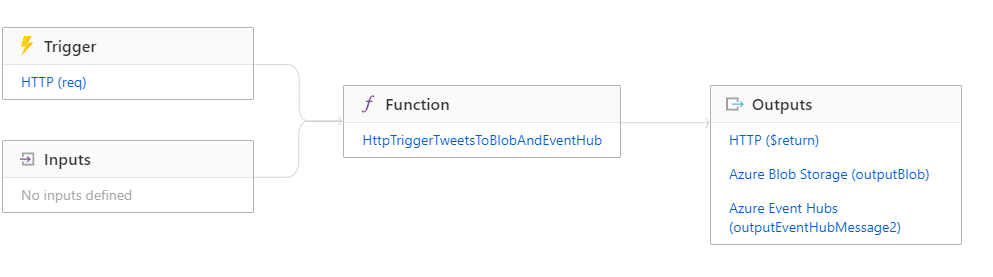 Trigger
HTTP (req)
Inputs
No inputs defined
Function
HttpTriggerTweetsToBlobAndEventHub
Outputs
HTTP ($return)
Azure Blob Storage (outputBlob)
Azure Event Hubs
(outputEventHubMessage2)